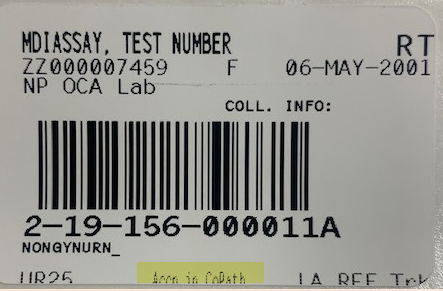 MDIASSAY, TEST NUMBER RT
ZZ000007459 F 06-MAY-2001
NP OCA Lab
COLL. INFO:
2-19-156-000011A
NONGYNURN_
UR25 Accn in CoPath LA REF Trk